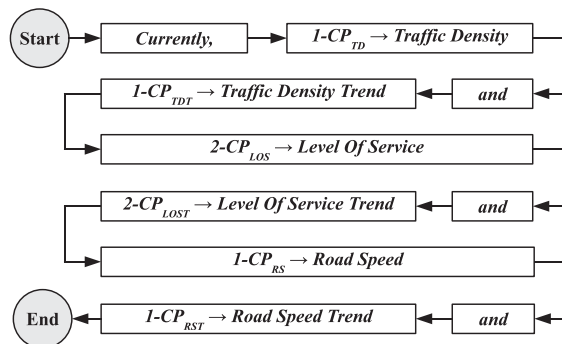 Start
Currently,
1-CP_TD → Traffic Density
and
1-CP_TDT → Traffic Density Trend
2-CP_LOS → Level Of Service
and
2-CP_LOST → Level Of Service Trend
1-CP_RS → Road Speed
and
1-CP_RST → Road Speed Trend
End